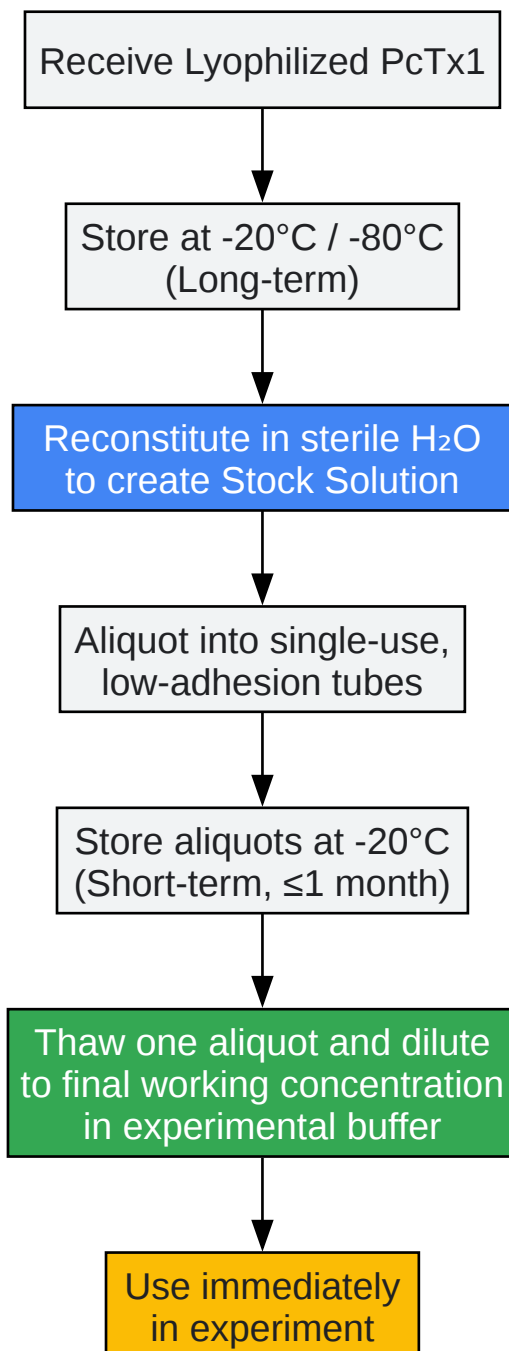 Receive Lyophilized PcTx1
Store at -20°C / -80°C
(Long-term)
Reconstitute in sterile H₂O
to create Stock Solution
Aliquot into single-use,
low-adhesion tubes
Store aliquots at -20°C
(Short-term, ≤1 month)
Thaw one aliquot and dilute
to final working concentration
in experimental buffer
Use immediately
in experiment